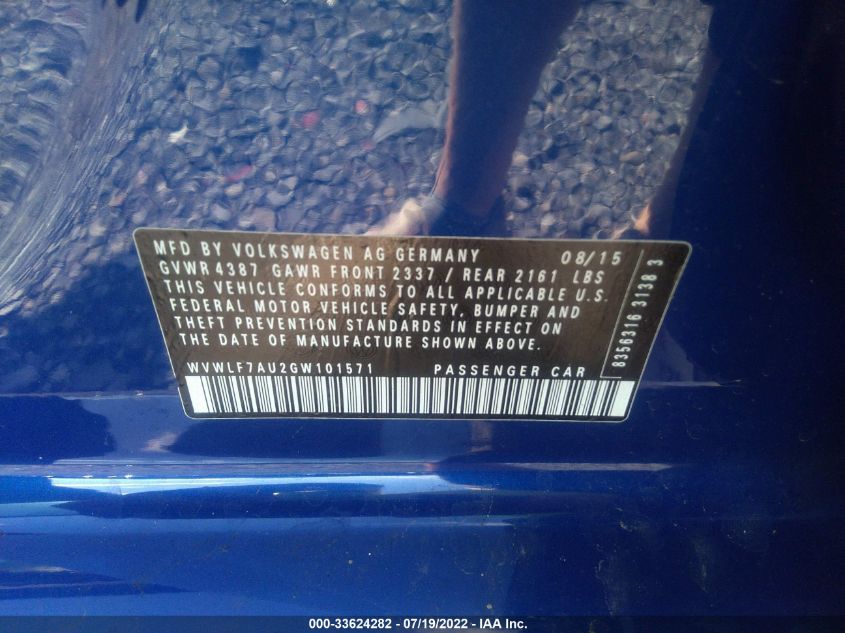 MFD BY VOLKSWAGEN AG GERMANY 08/15
GVWR 4387 GAWR FRONT 2337 / REAR 2161 LBS
THIS VEHICLE CONFORMS TO ALL APPLICABLE U.S.
FEDERAL MOTOR VEHICLE SAFETY, BUMPER AND
THEFT PREVENTION STANDARDS IN EFFECT ON
THE DATE OF MANUFACTURE SHOWN ABOVE.
WVWLF7AU2GW101571 PASSENGER CAR
8356316 3138 3
000-33624282 - 07/19/2022 - IAA Inc.